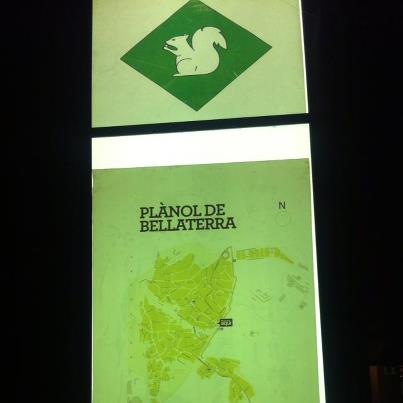 PLÀNOL DE
BELLATERRA
N